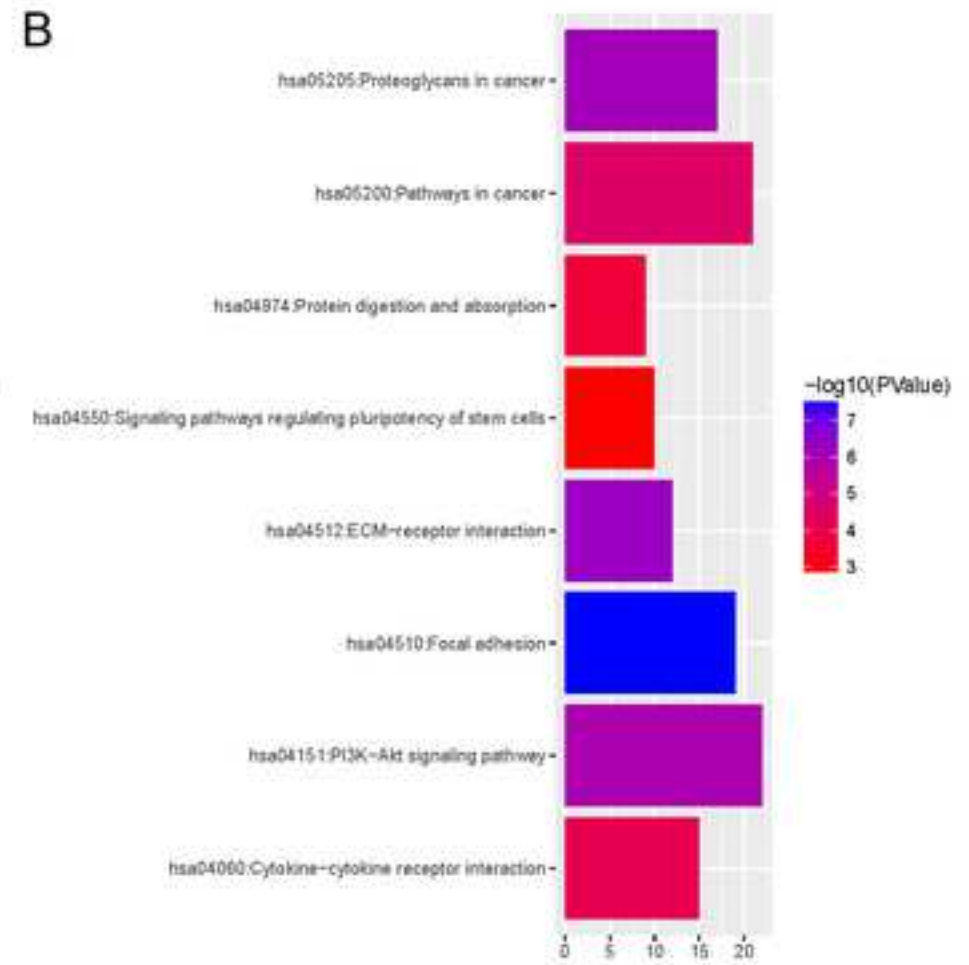 B
hsa05205:Proteoglycans in cancer
hsa05200:Pathways in cancer
hsa04974:Protein digestion and absorption
hsa04550:Signaling pathways regulating pluripotency of stem cells
hsa04512:ECM-receptor interaction
hsa04510:Focal adhesion
hsa04151:PI3K-Akt signaling pathway
hsa04060:Cytokine-cytokine receptor interaction
0 5 10 15 20
-log10(PValue)
7
6
5
4
3